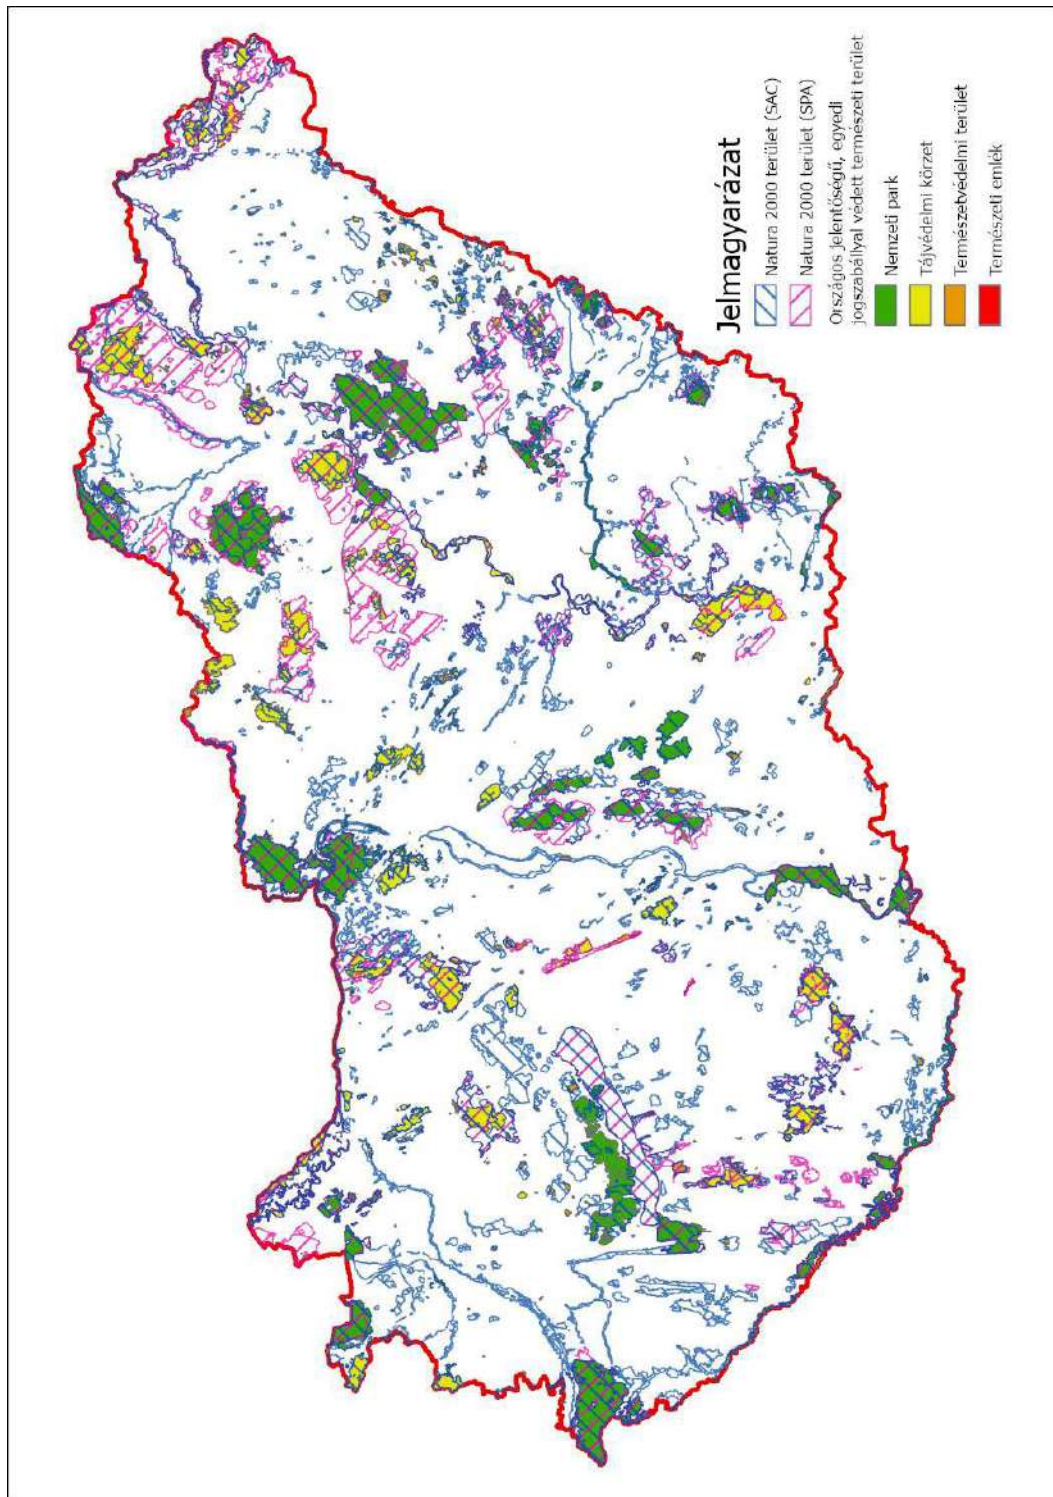 Jelmagyarázat
Natura 2000 terület (SAC)
Natura 2000 terület (SPA)
Országos jelentőségű, egyedi
jogszabállyal védett természeti terület
Nemzeti park
Tájvédelmi körzet
Természetvédelmi terület
Természeti emlék